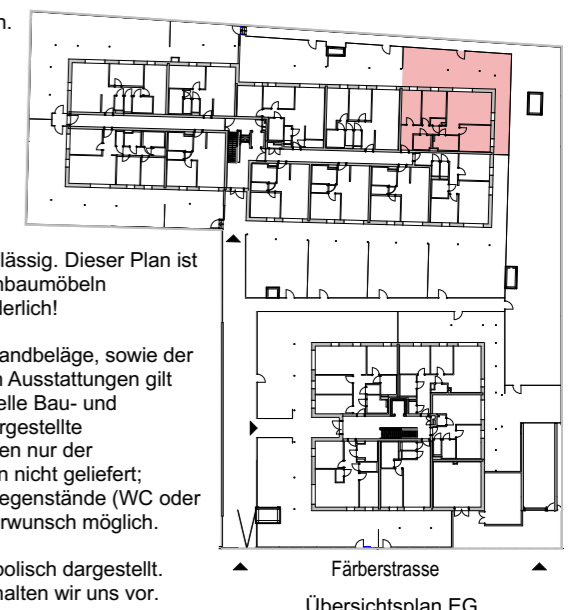 n.
lässig. Dieser Plan ist
nbaumöbeln
derlich!
andbeläge, sowie der
n Ausstattungen gilt
elle Bau- und
rgestellte
en nur der
n nicht geliefert;
egenstände (WC oder
erwunsch möglich.
bolisch dargestellt.
halten wir uns vor.
Färberstrasse
Übersichtsplan EG